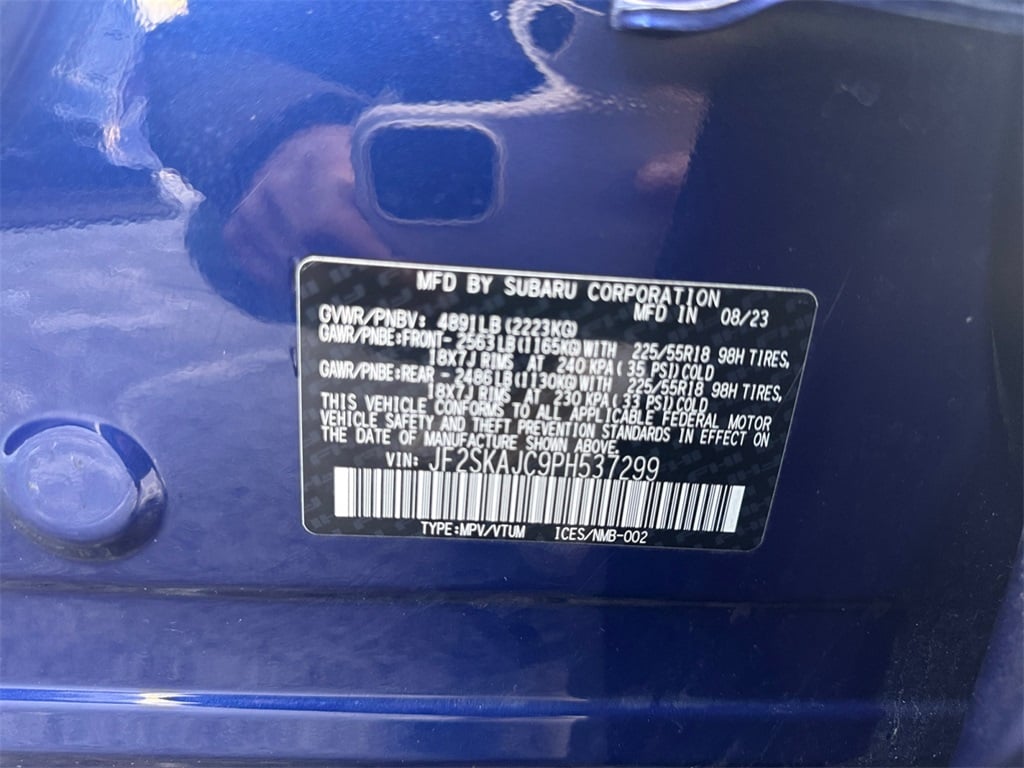 MFD BY SUBARU CORPORATION
MFD IN 08/23
GVWR/PNBV: 4891LB(2223KG)
GAWR/PNBE:FRONT- 2563LB(1165KG)WITH 225/55R18 98H TIRES,
18X7J RIMS AT 240 KPA( 35 PSI)COLD
GAWR/PNBE:REAR - 2486LB(1130KG)WITH 225/55R18 98H TIRES,
18X7J RIMS AT 230 KPA( 33 PSI)COLD
THIS VEHICLE CONFORMS TO ALL APPLICABLE FEDERAL MOTOR
VEHICLE SAFETY AND THEFT PREVENTION STANDARDS IN EFFECT ON
THE DATE OF MANUFACTURE SHOWN ABOVE.
VIN: JF2SKAJC9PH537299
TYPE:MPV/VTUM ICES/NMB-002